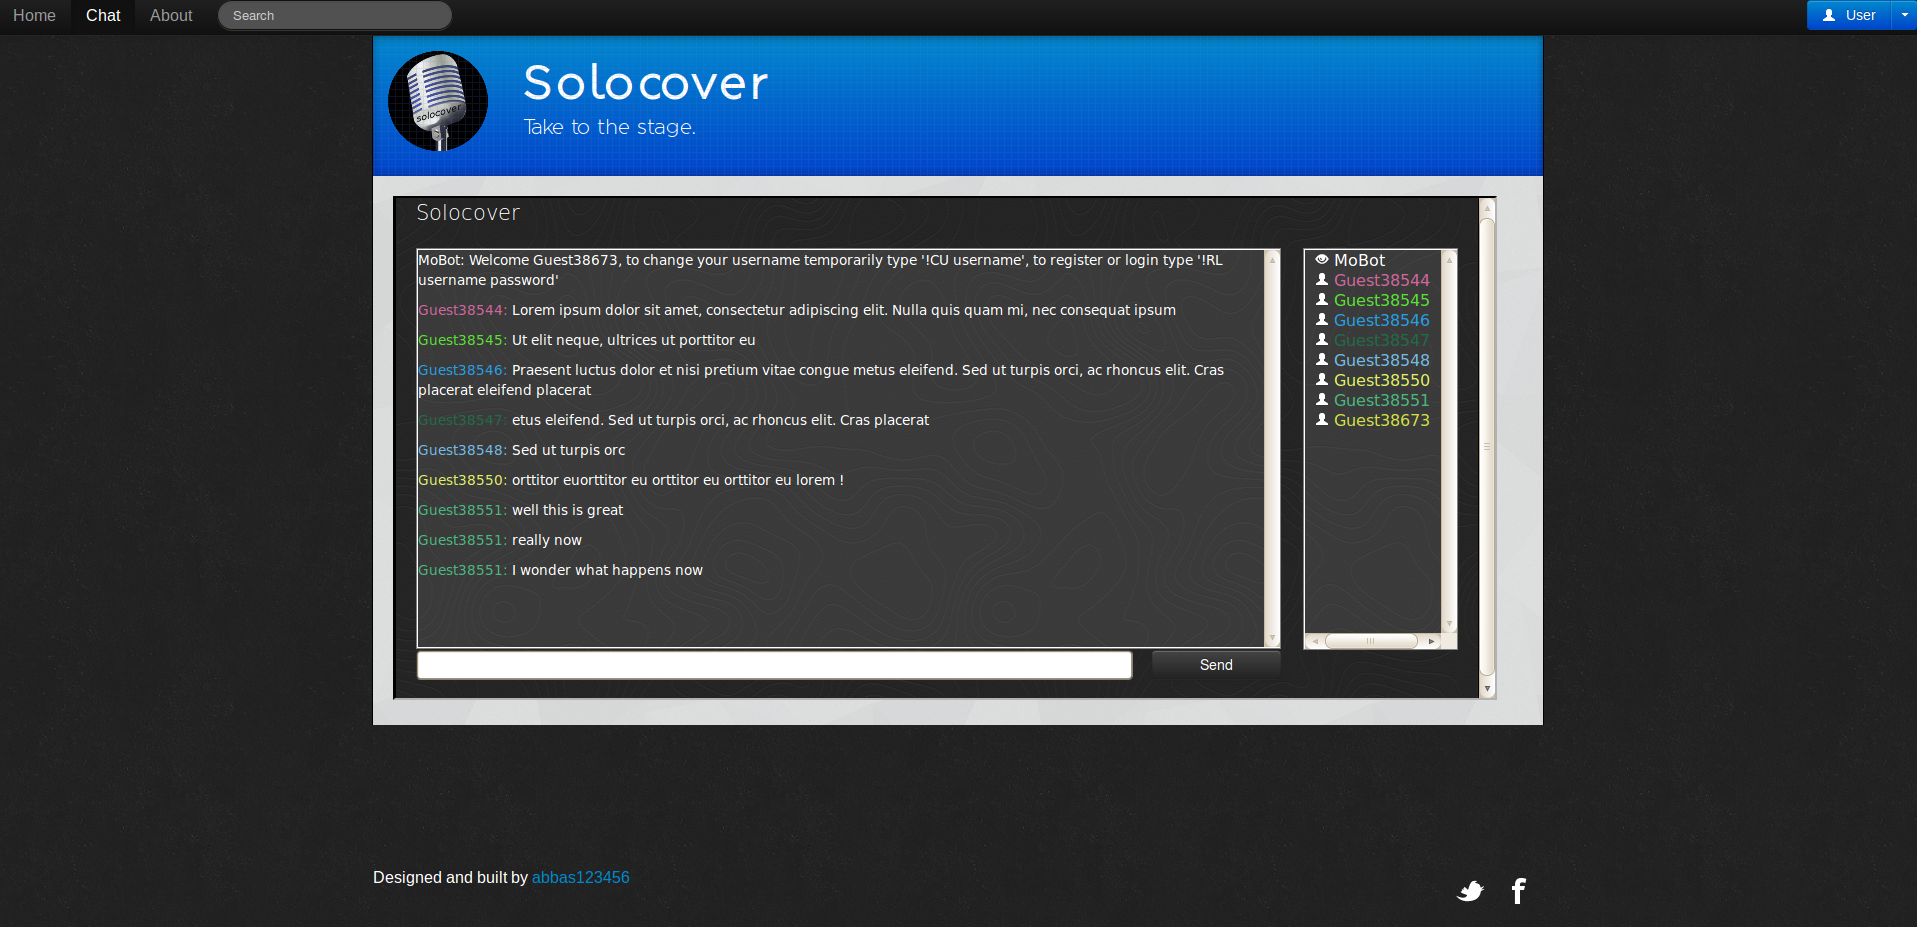 Home Chat About Search User
solocover
Solocover
Take to the stage.
Solocover
MoBot: Welcome Guest38673, to change your username temporarily type '!CU username', to register or login type '!RL
username password'
Guest38544: Lorem ipsum dolor sit amet, consectetur adipiscing elit. Nulla quis quam mi, nec consequat ipsum
Guest38545: Ut elit neque, ultrices ut porttitor eu
Guest38546: Praesent luctus dolor et nisi pretium vitae congue metus eleifend. Sed ut turpis orci, ac rhoncus elit. Cras
placerat eleifend placerat
Guest38547: etus eleifend. Sed ut turpis orci, ac rhoncus elit. Cras placerat
Guest38548: Sed ut turpis orc
Guest38550: orttitor euorttitor eu orttitor eu orttitor eu lorem !
Guest38551: well this is great
Guest38551: really now
Guest38551: I wonder what happens now
MoBot
Guest38544
Guest38545
Guest38546
Guest38547
Guest38548
Guest38550
Guest38551
Guest38673
Send
Designed and built by abbas123456